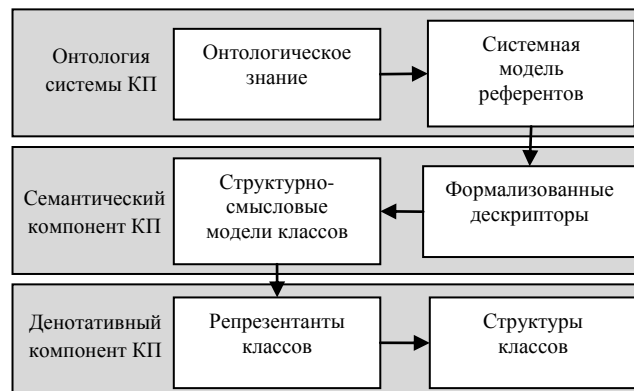 Онтология
системы КП
Онтологическое
знание
Системная
модель
референтов
Семантический
компонент КП
Структурно-
смысловые
модели классов
Формализованные
дескрипторы
Денотативный
компонент КП
Репрезентанты
классов
Структуры
классов